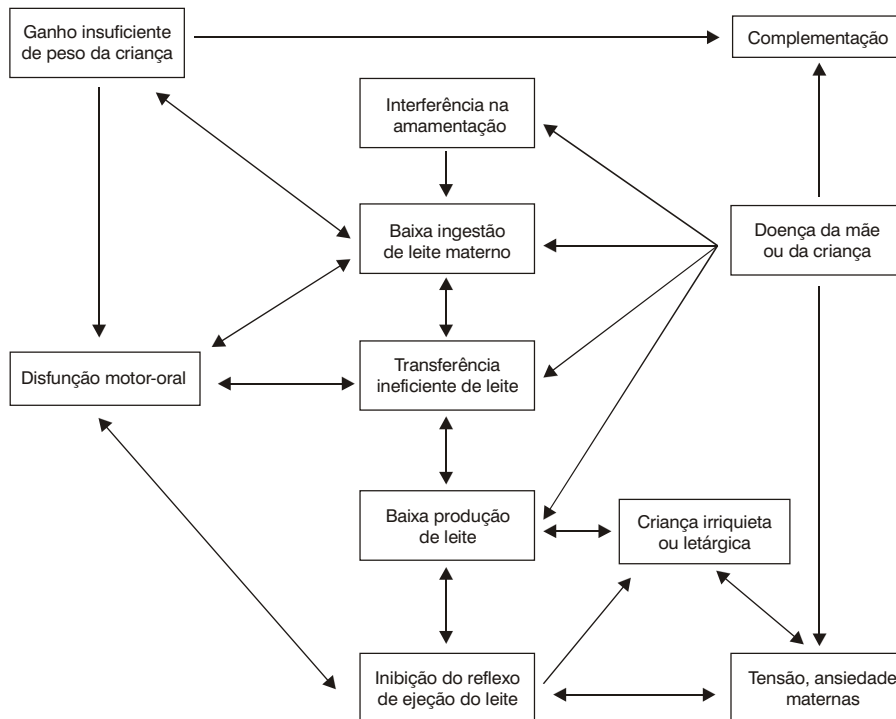 Ganho insuficiente
de peso da criança
Complementação
Interferência na
amamentação
Baixa ingestão
de leite materno
Doença da mãe
ou da criança
Disfunção motor-oral
Transferência
ineficiente de leite
Baixa produção
de leite
Criança irriquieta
ou letárgica
Inibição do reflexo
de ejeção do leite
Tensão, ansiedade
maternas